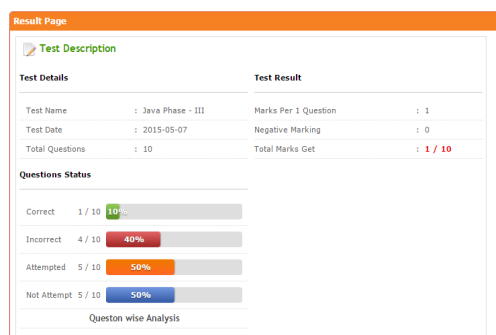 Result Page
Test Description
Test Details
Test Result
Test Name : Java Phase - III
Marks Per 1 Question : 1
Test Date : 2015-05-07
Negative Marking : 0
Total Questions : 10
Total Marks Get : 1 / 10
Questions Status
Correct 1 / 10 10%
Incorrect 4 / 10 40%
Attempted 5 / 10 50%
Not Attempt 5 / 10 50%
Queston wise Analysis